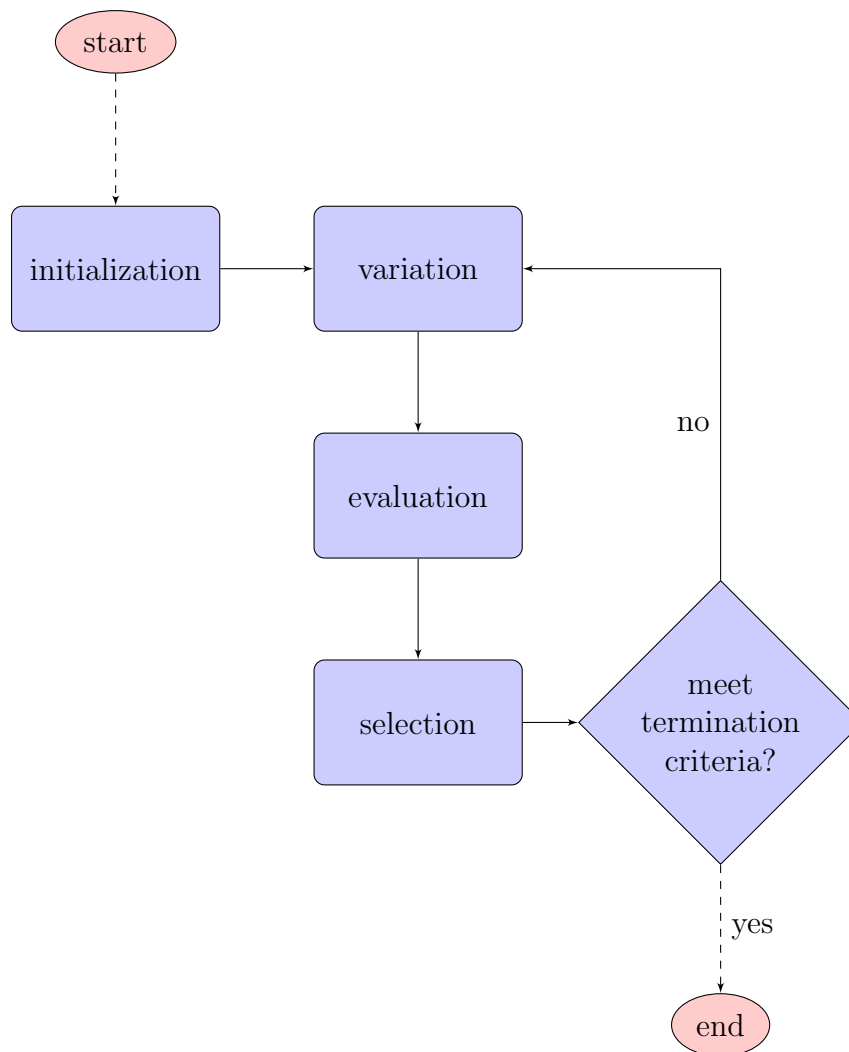 start
initialization
variation
no
evaluation
selection
meet
termination
criteria?
yes
end